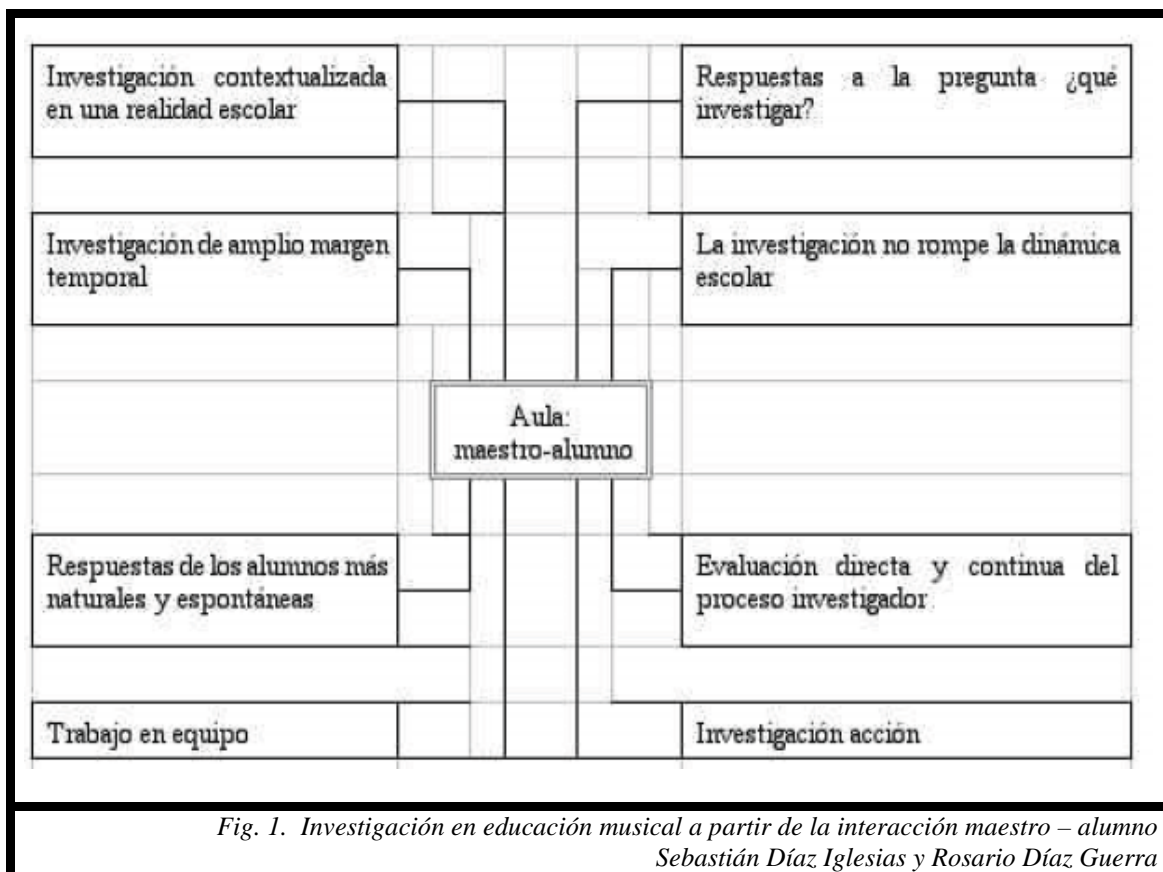 Investigación contextualizada
en una realidad escolar
Respuestas a la pregunta ¿qué
investigar?
Investigación de amplio margen
temporal
La investigación no rompe la dinámica
escolar
Aula:
maestro-alumno
Respuestas de los alumnos más
naturales y espontáneas
Evaluación directa y continua del
proceso investigador
Trabajo en equipo
Investigación acción
Fig. 1. Investigación en educación musical a partir de la interacción maestro – alumno
Sebastián Díaz Iglesias y Rosario Díaz Guerra